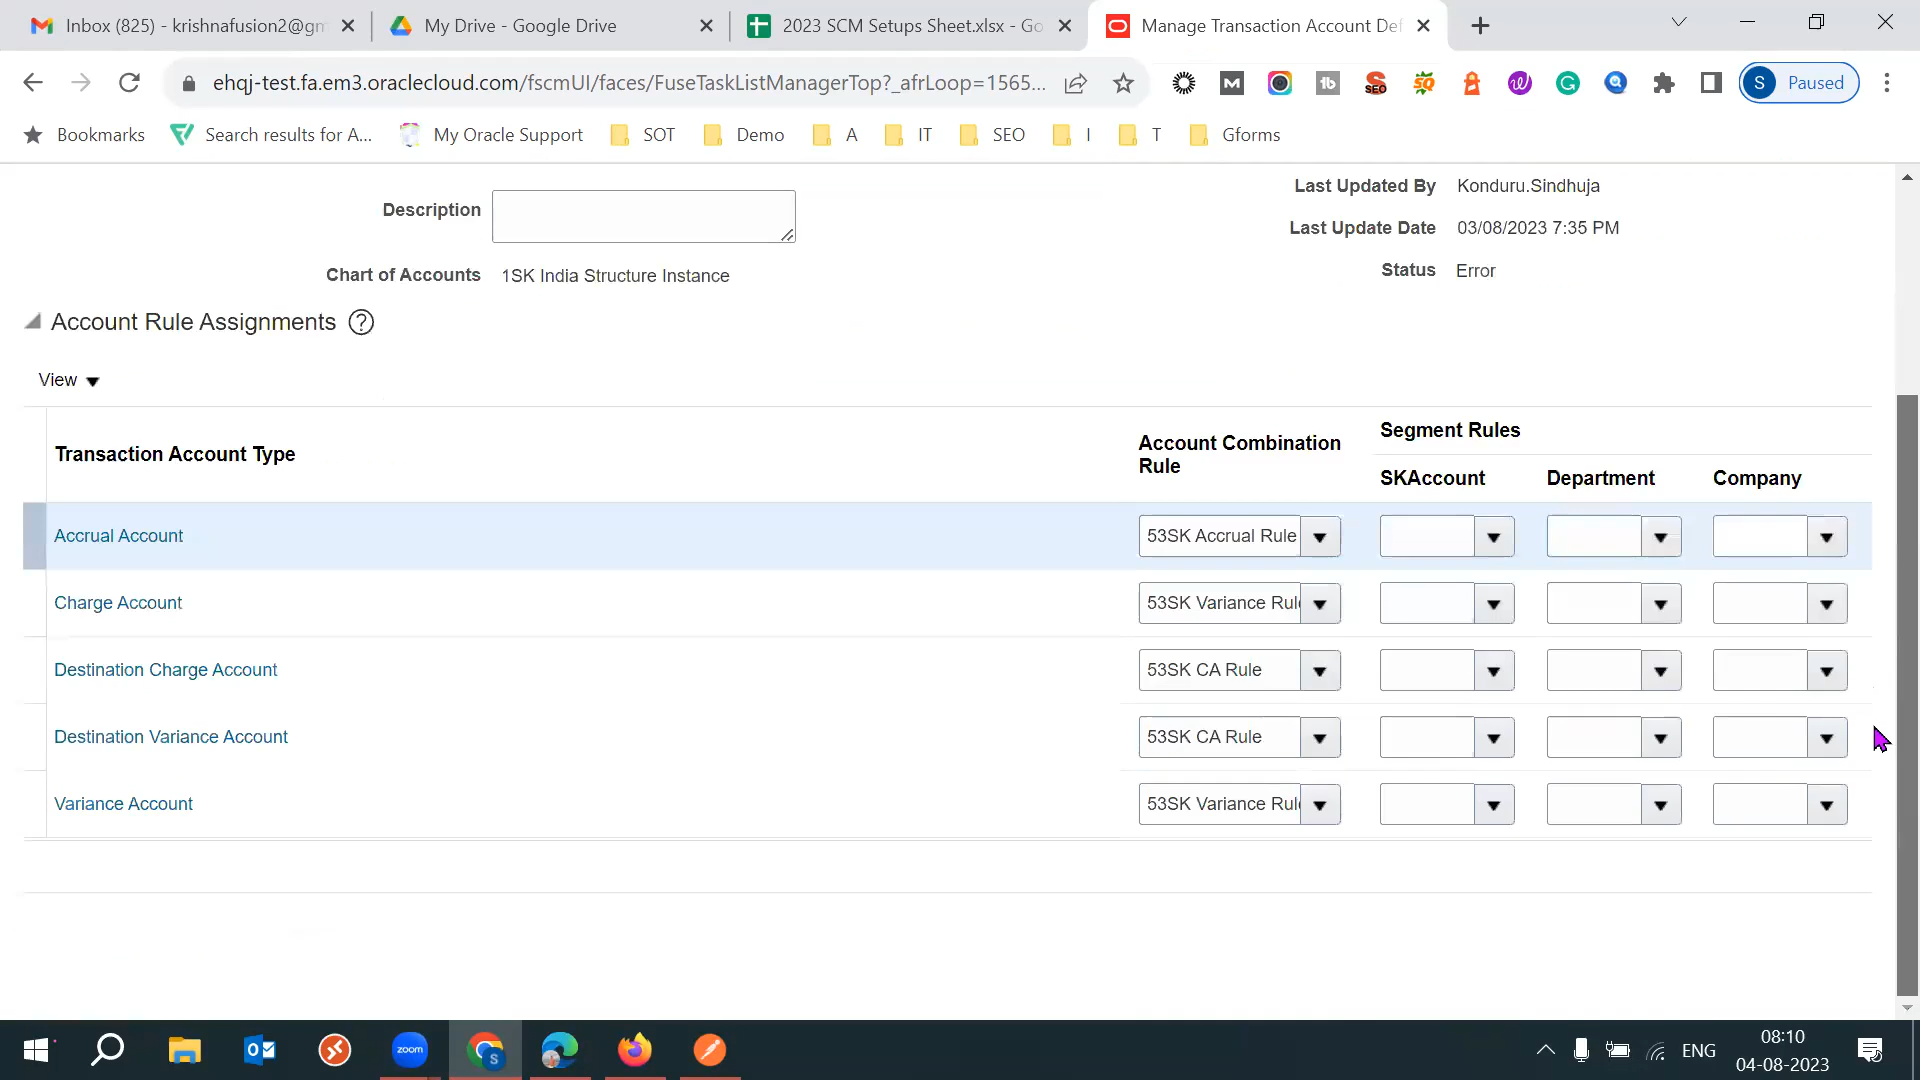 Inbox (825) - krishnafusion2@gm
My Drive - Google Drive
2023 SCM Setups Sheet.xlsx - Go
Manage Transaction Account Def
ehqj-test.fa.em3.oraclecloud.com/fscmUI/faces/FuseTaskListManagerTop?_afrLoop=1565...
M
tb
SEO
S
Paused
Bookmarks
Search results for A...
My Oracle Support
SOT
Demo
A
IT
SEO
I
T
Gforms
Last Updated By Konduru.Sindhuja
Description
Last Update Date 03/08/2023 7:35 PM
Chart of Accounts 1SK India Structure Instance
Status Error
Account Rule Assignments ?
View
Transaction Account Type
Account Combination Rule
Segment Rules
SKAccount Department Company
Accrual Account 53SK Accrual Rule
Charge Account 53SK Variance Rul
Destination Charge Account 53SK CA Rule
Destination Variance Account 53SK CA Rule
Variance Account 53SK Variance Rul
zoom
S
ENG
08:10
04-08-2023